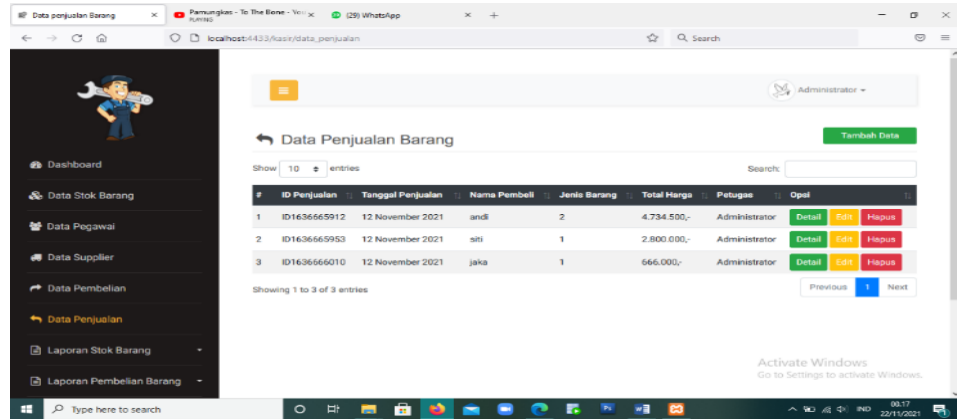 Data penjualan Barang
Pamungkas - To The Bone - You
PLAYING
(29) WhatsApp
localhost:4433/kasir/data_penjualan
Search
Administrator
Data Penjualan Barang
Tambah Data
Show 10 entries
Search:
# ID Penjualan Tanggal Penjualan Nama Pembeli Jenis Barang Total Harga Petugas Opsi
1 ID1636665912 12 November 2021 andi 2 4.734.500,- Administrator Detail Edit Hapus
2 ID1636665953 12 November 2021 siti 1 2.800.000,- Administrator Detail Edit Hapus
3 ID1636666010 12 November 2021 jaka 1 666.000,- Administrator Detail Edit Hapus
Showing 1 to 3 of 3 entries
Previous 1 Next
Dashboard
Data Stok Barang
Data Pegawai
Data Supplier
Data Pembelian
Data Penjualan
Laporan Stok Barang
Laporan Pembelian Barang
Activate Windows
Go to Settings to activate Windows.
Type here to search
IND
00.17
22/11/2021